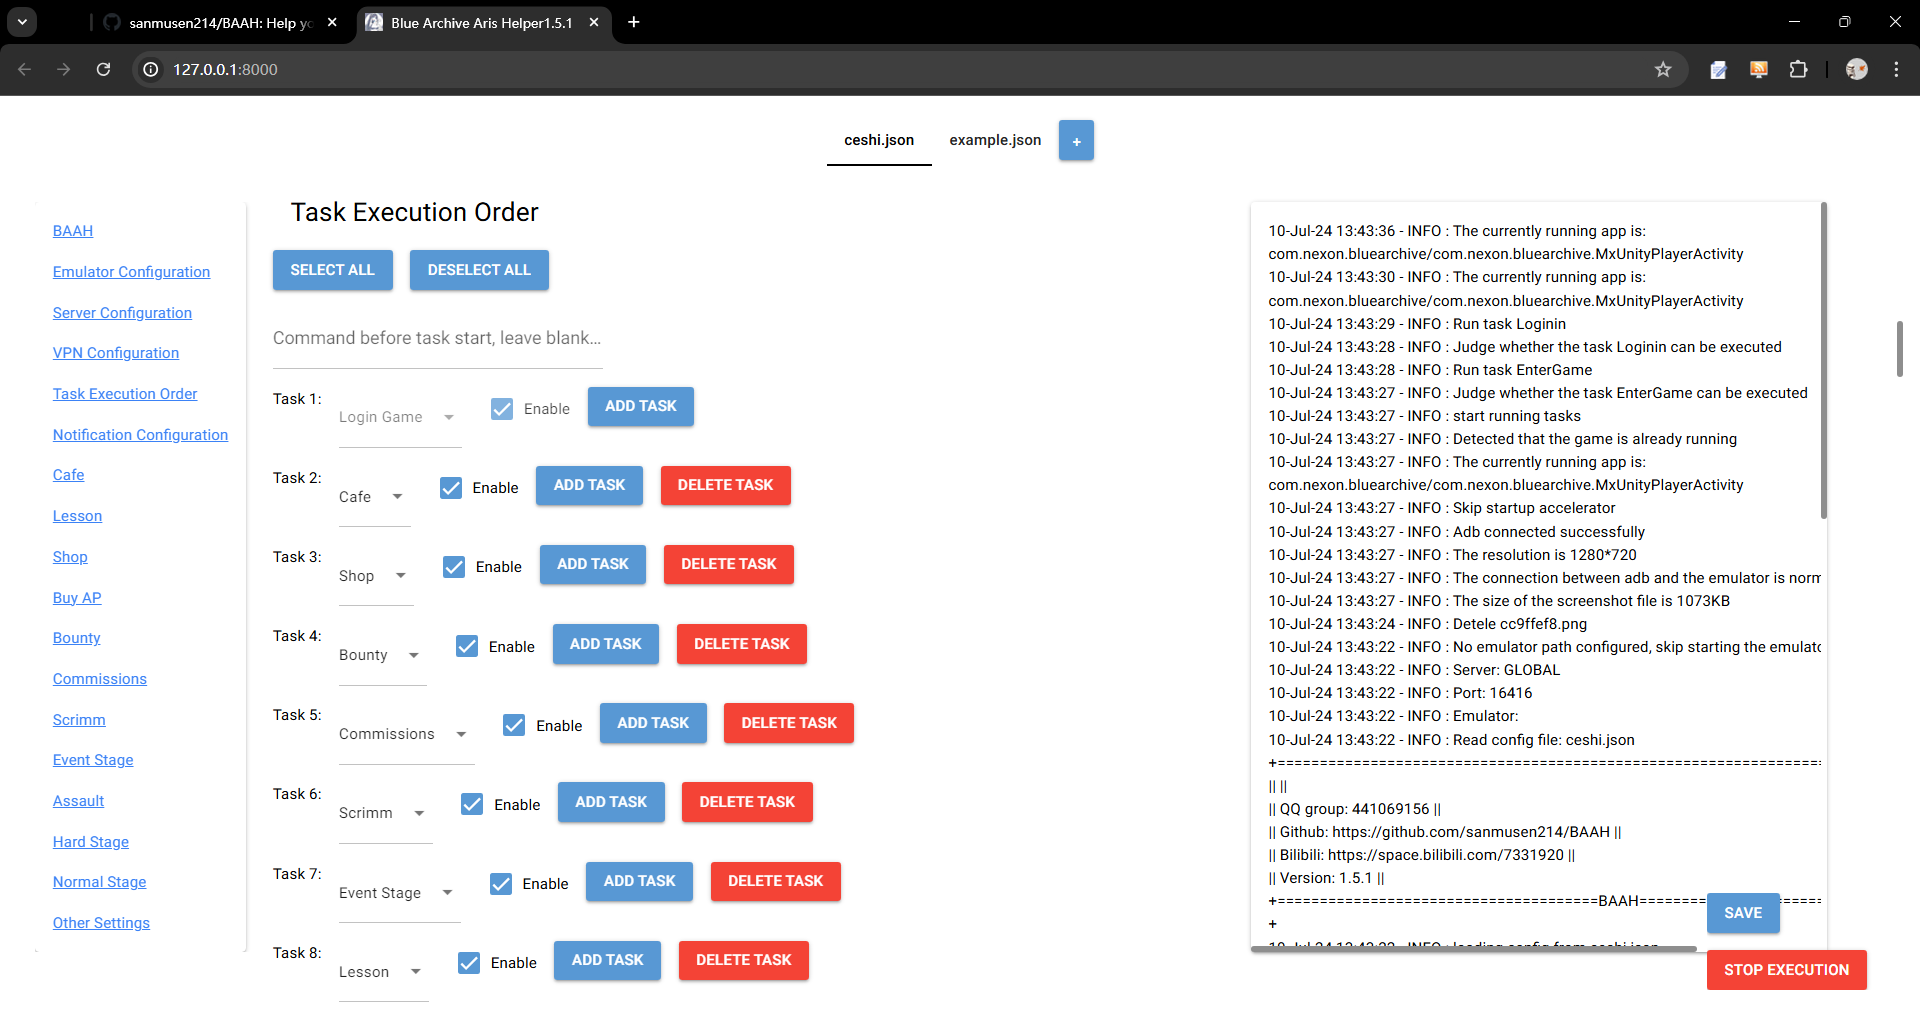 sanmusen214/BAAH: Help yo
Blue Archive Aris Helper1.5.1
127.0.0.1:8000
ceshi.json
example.json
+
BAAH
Emulator Configuration
Server Configuration
VPN Configuration
Task Execution Order
Notification Configuration
Cafe
Lesson
Shop
Buy AP
Bounty
Commissions
Scrimm
Event Stage
Assault
Hard Stage
Normal Stage
Other Settings
Task Execution Order
SELECT ALL
DESELECT ALL
Command before task start, leave blank...
Task 1:
Login Game
Enable
ADD TASK
Task 2:
Cafe
Enable
ADD TASK
DELETE TASK
Task 3:
Shop
Enable
ADD TASK
DELETE TASK
Task 4:
Bounty
Enable
ADD TASK
DELETE TASK
Task 5:
Commissions
Enable
ADD TASK
DELETE TASK
Task 6:
Scrimm
Enable
ADD TASK
DELETE TASK
Task 7:
Event Stage
Enable
ADD TASK
DELETE TASK
Task 8:
Lesson
Enable
ADD TASK
DELETE TASK
10-Jul-24 13:43:36 - INFO : The currently running app is:
com.nexon.bluearchive/com.nexon.bluearchive.MxUnityPlayerActivity
10-Jul-24 13:43:30 - INFO : The currently running app is:
com.nexon.bluearchive/com.nexon.bluearchive.MxUnityPlayerActivity
10-Jul-24 13:43:29 - INFO : Run task Loginin
10-Jul-24 13:43:28 - INFO : Judge whether the task Loginin can be executed
10-Jul-24 13:43:28 - INFO : Run task EnterGame
10-Jul-24 13:43:27 - INFO : Judge whether the task EnterGame can be executed
10-Jul-24 13:43:27 - INFO : start running tasks
10-Jul-24 13:43:27 - INFO : Detected that the game is already running
10-Jul-24 13:43:27 - INFO : The currently running app is:
com.nexon.bluearchive/com.nexon.bluearchive.MxUnityPlayerActivity
10-Jul-24 13:43:27 - INFO : Skip startup accelerator
10-Jul-24 13:43:27 - INFO : Adb connected successfully
10-Jul-24 13:43:27 - INFO : The resolution is 1280*720
10-Jul-24 13:43:27 - INFO : The connection between adb and the emulator is norm
10-Jul-24 13:43:27 - INFO : The size of the screenshot file is 1073KB
10-Jul-24 13:43:24 - INFO : Detele cc9ffef8.png
10-Jul-24 13:43:22 - INFO : No emulator path configured, skip starting the emulato
10-Jul-24 13:43:22 - INFO : Server: GLOBAL
10-Jul-24 13:43:22 - INFO : Port: 16416
10-Jul-24 13:43:22 - INFO : Emulator:
10-Jul-24 13:43:22 - INFO : Read config file: ceshi.json
+================================================================
|| ||
|| QQ group: 441069156 ||
|| Github: https://github.com/sanmusen214/BAAH ||
|| Bilibili: https://space.bilibili.com/7331920 ||
|| Version: 1.5.1 ||
+======================================BAAH====================
+
10-Jul-24 13:43:22 - INFO : loading config from ceshi.json
SAVE
STOP EXECUTION